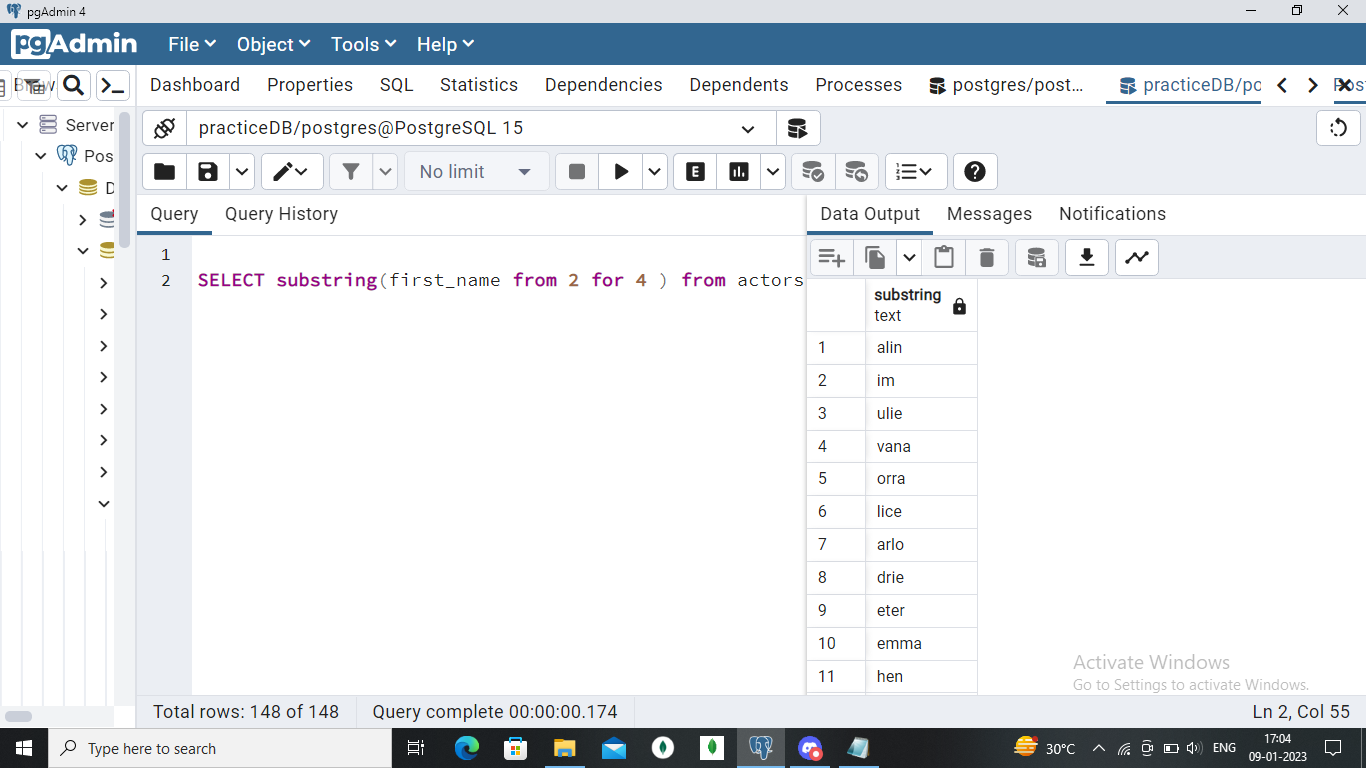 pgAdmin 4
pgAdmin File Object Tools Help
Dashboard Properties SQL Statistics Dependencies Dependents Processes postgres/post... practiceDB/po
Server
Pos
D
practiceDB/postgres@PostgreSQL 15
No limit
E
Query Query History
1
2 SELECT substring(first_name from 2 for 4 ) from actors
Data Output Messages Notifications
substring
text
1 alin
2 im
3 ulie
4 vana
5 orra
6 lice
7 arlo
8 drie
9 eter
10 emma
11 hen
Activate Windows
Go to Settings to activate Windows.
Total rows: 148 of 148 Query complete 00:00:00.174 Ln 2, Col 55
Type here to search
30°C ENG 17:04
09-01-2023